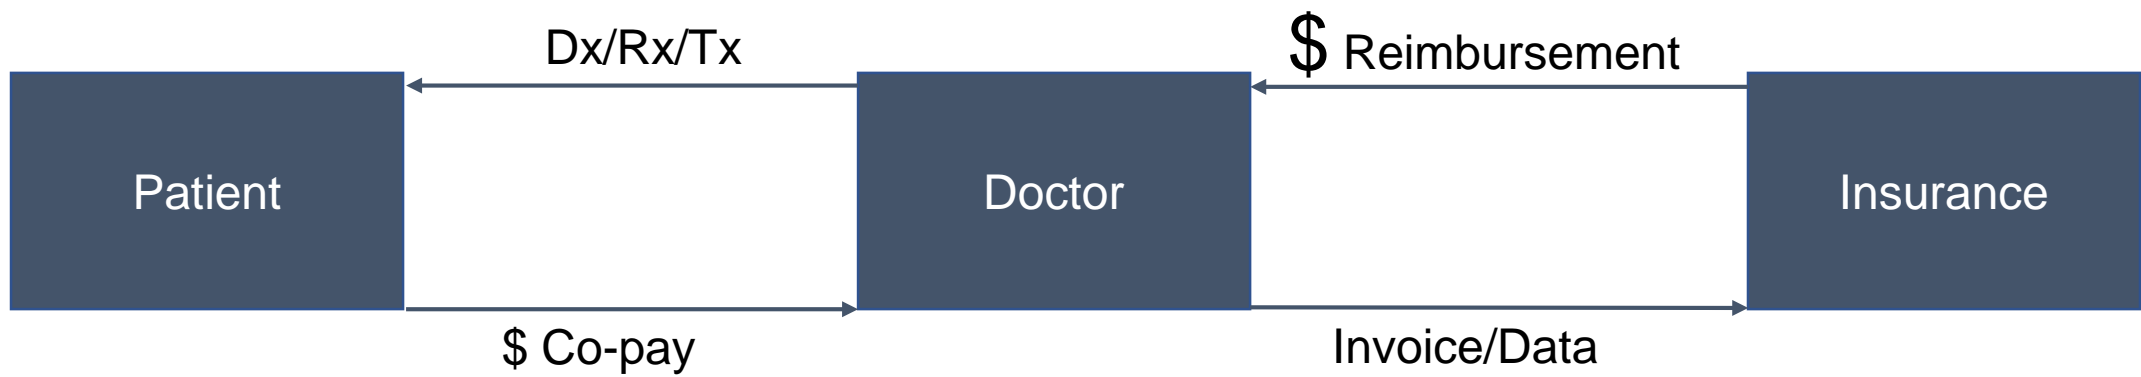 Dx/Rx/Tx
$ Reimbursement
Patient
Doctor
Insurance
$ Co-pay
Invoice/Data